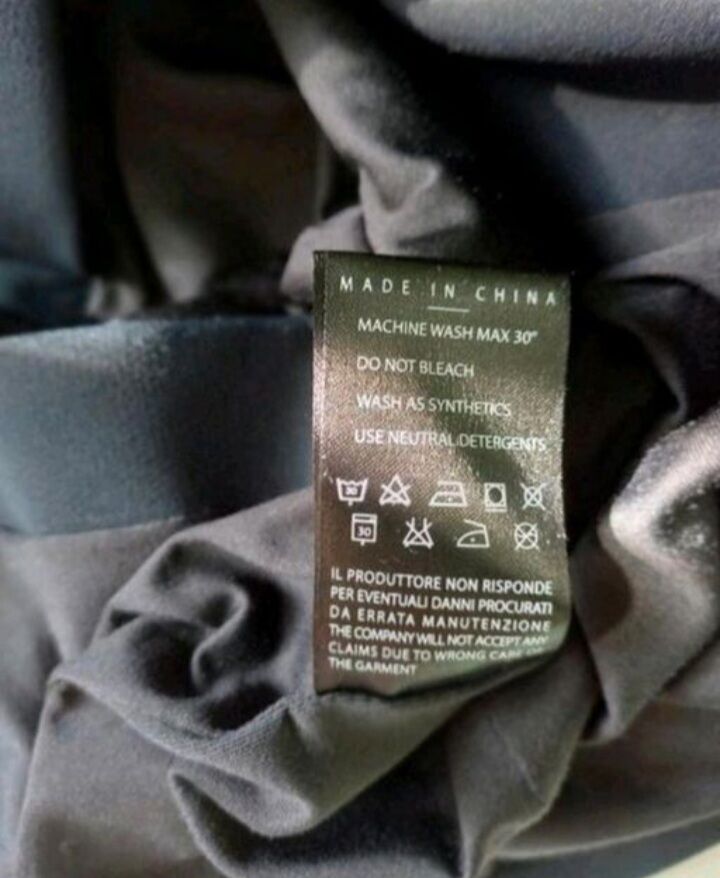 MADE IN CHINA
MACHINE WASH MAX 30°
DO NOT BLEACH
WASH AS SYNTHETICS
USE NEUTRAL DETERGENTS
30
30
IL PRODUTTORE NON RISPONDE
PER EVENTUALI DANNI PROCURATI
DA ERRATA MANUTENZIONE
THE COMPANY WILL NOT ACCEPT ANY
CLAIMS DUE TO WRONG CARE OF
THE GARMENT